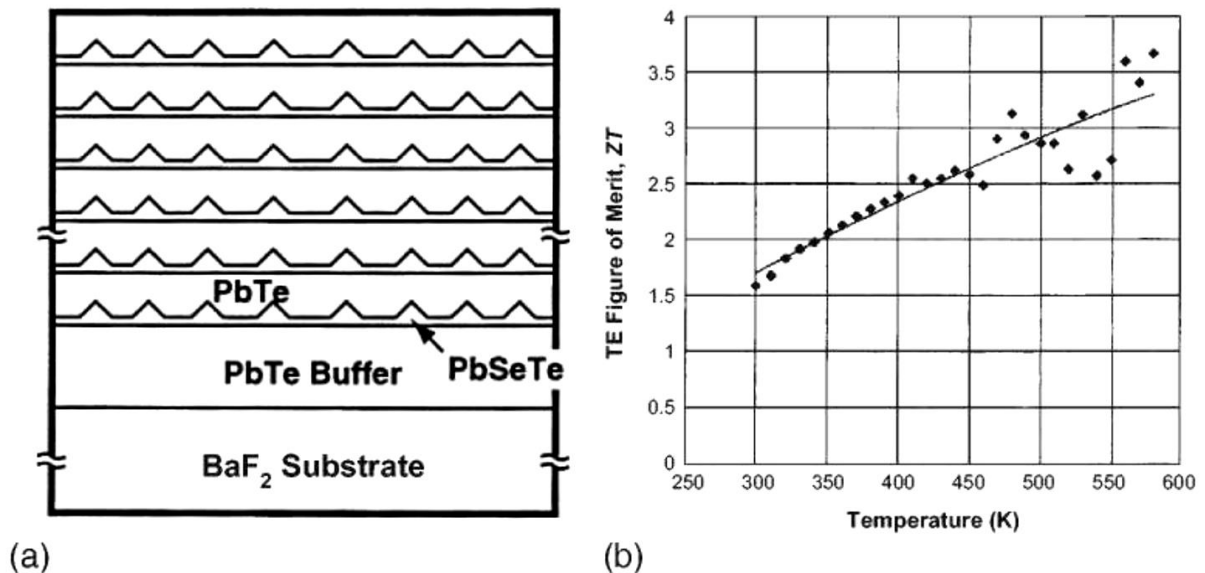 PbTe
PbTe Buffer
PbSeTe
BaF₂ Substrate
(a)
TE Figure of Merit, ZT
4
3.5
3
2.5
2
1.5
1
0.5
0
250 300 350 400 450 500 550 600
Temperature (K)
(b)